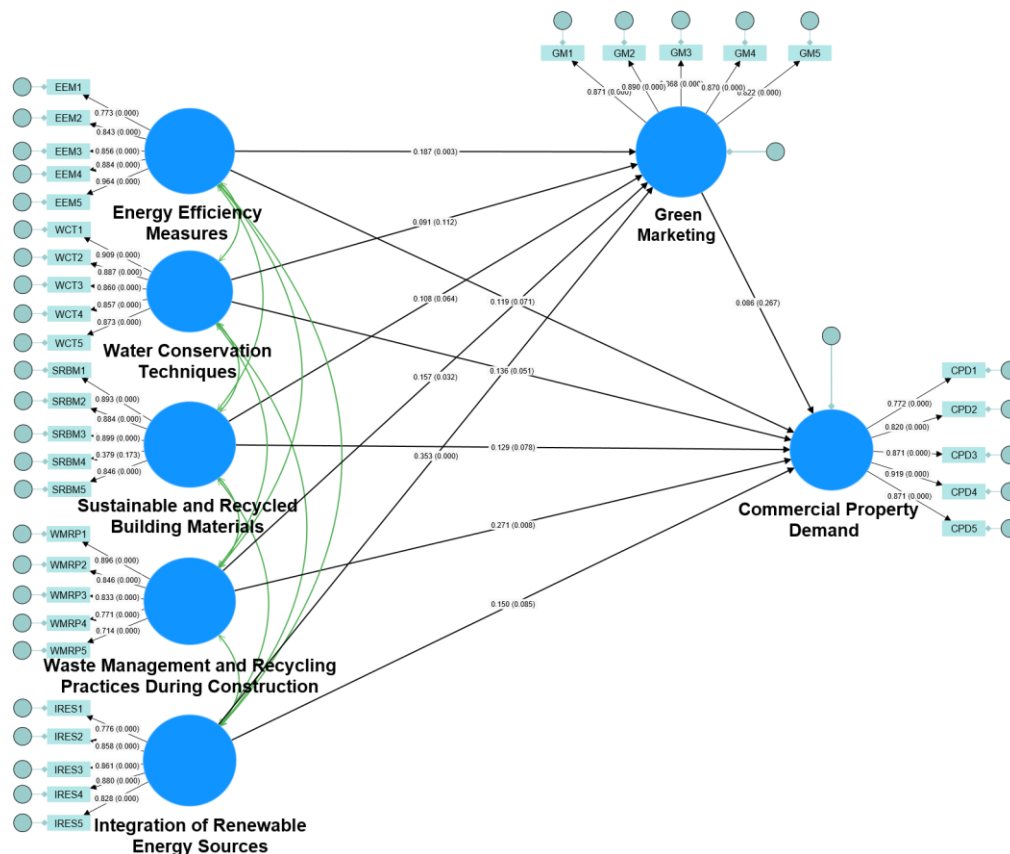 GM1
GM2
GM3
GM4
GM5
0.890 (0.000)
0.870 (0.000)
EEM1
EEM2
EEM3
EEM4
EEM5
0.773 (0.000)
0.843 (0.000)
0.856 (0.000)
0.884 (0.000)
0.964 (0.000)
Energy Efficiency
Measures
0.187 (0.003)
Green
Marketing
WCT1
WCT2
WCT3
WCT4
WCT5
0.909 (0.000)
0.887 (0.000)
0.860 (0.000)
0.857 (0.000)
0.873 (0.000)
Water Conservation
Techniques
0.091 (0.112)
0.108 (0.064)
0.119 (0.071)
0.086 (0.267)
SRBM1
SRBM2
SRBM3
SRBM4
SRBM5
0.893 (0.000)
0.884 (0.000)
0.899 (0.000)
0.379 (0.173)
0.846 (0.000)
Sustainable and Recycled
Building Materials
0.157 (0.032)
0.136 (0.051)
0.129 (0.078)
0.353 (0.000)
CPD1
CPD2
CPD3
CPD4
CPD5
0.772 (0.000)
0.820 (0.000)
0.871 (0.000)
0.919 (0.000)
0.871 (0.000)
Commercial Property
Demand
WMRP1
WMRP2
WMRP3
WMRP4
WMRP5
0.896 (0.000)
0.846 (0.000)
0.833 (0.000)
0.771 (0.000)
0.714 (0.000)
Waste Management and Recycling
Practices During Construction
0.271 (0.008)
0.150 (0.085)
IRES1
IRES2
IRES3
IRES4
IRES5
0.776 (0.000)
0.858 (0.000)
0.861 (0.000)
0.880 (0.000)
0.828 (0.000)
Integration of Renewable
Energy Sources